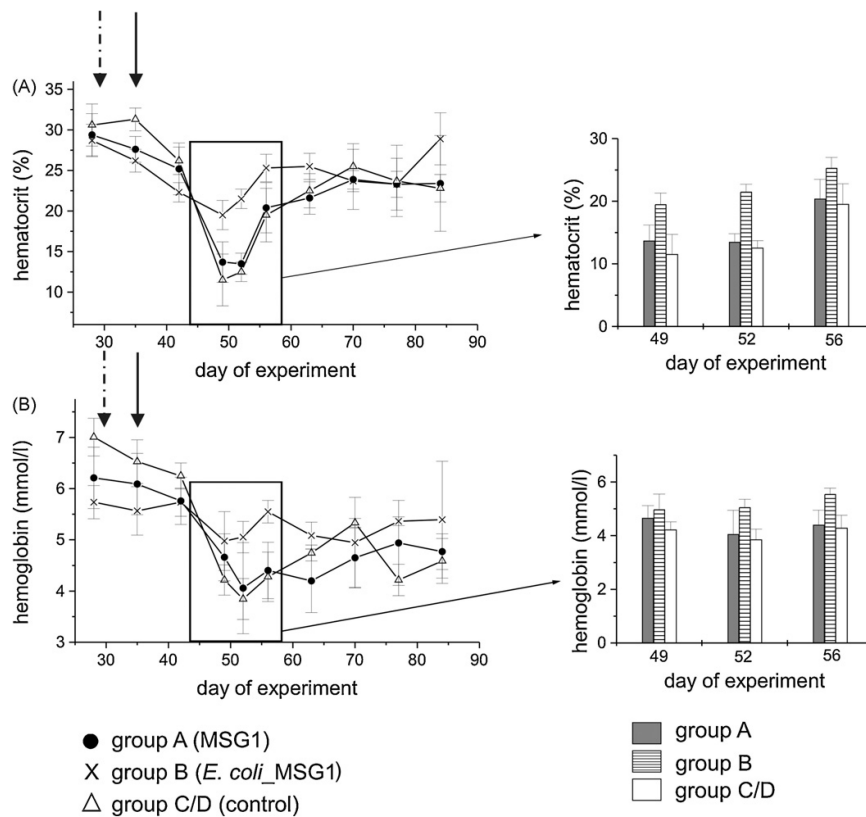 (A)
hematocrit (%)
35
30
25
20
15
10
30 40 50 60 70 80 90
day of experiment
hematocrit (%)
30
20
10
0
49 52 56
day of experiment
(B)
hemoglobin (mmol/l)
7
6
5
4
3
30 40 50 60 70 80 90
day of experiment
hemoglobin (mmol/l)
6
4
2
0
49 52 56
day of experiment
group A (MSG1)
group B (E. coli_MSG1)
group C/D (control)
group A
group B
group C/D